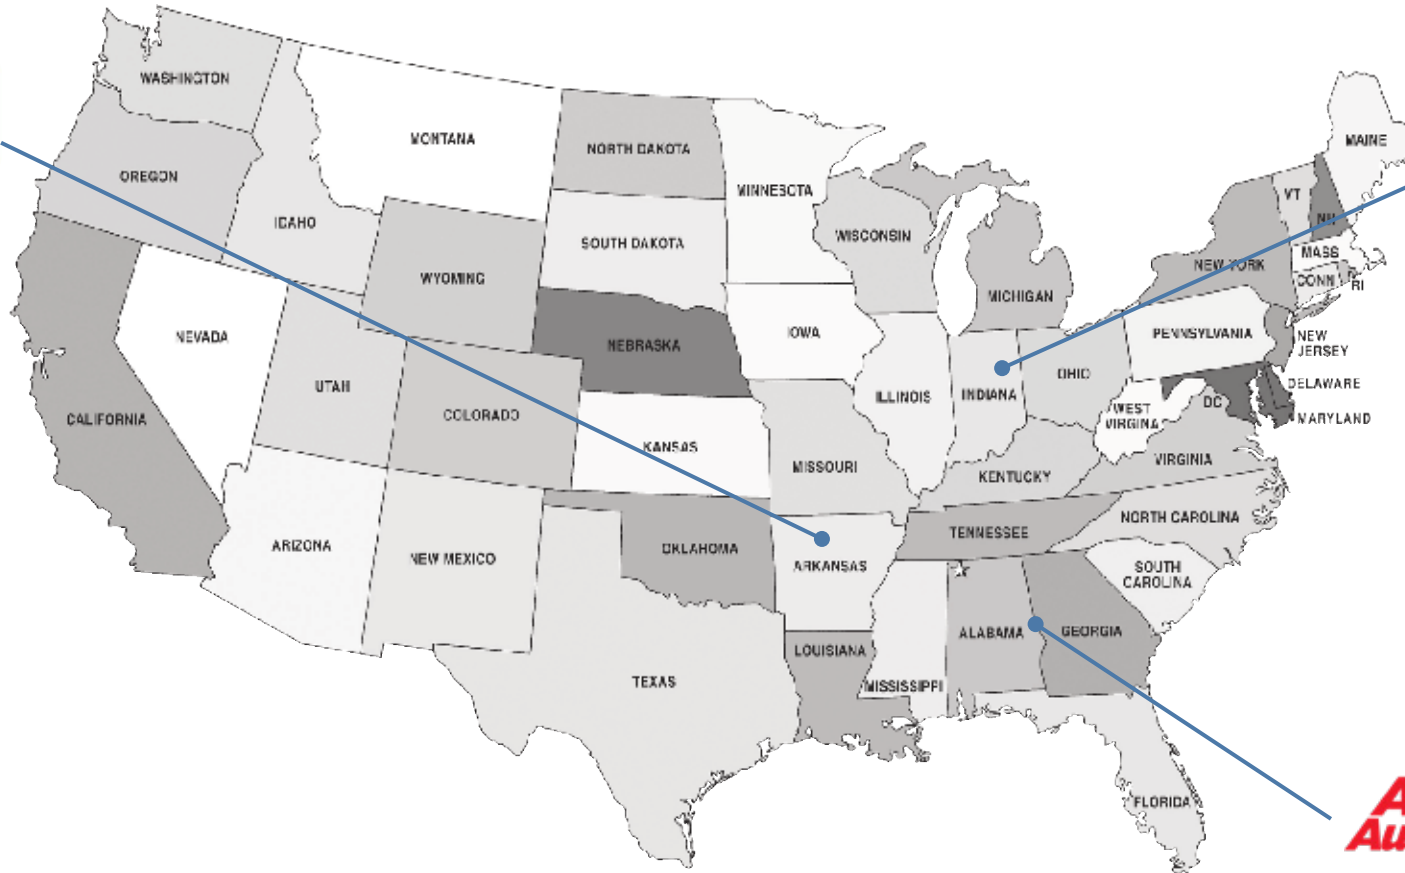 WASHINGTON
MAINE
MONTANA
NORTH DAKOTA
OREGON
MINNESOTA
VT
IDAHO
NH
WISCONSIN
SOUTH DAKOTA
MASS
NEW YORK
WYOMING
CONN
RI
MICHIGAN
NEVADA
IOWA
PENNSYLVANIA
NEW
JERSEY
NEBRASKA
OHIO
UTAH
DELAWARE
INDIANA
ILLINOIS
DC
COLORADO
WEST
VIRGINA
CALIFORNIA
MARYLAND
KANSAS
VIRGINIA
MISSOURI
KENTUCKY
NORTH CAROLINA
TENNESSEE
ARIZONA
OKLAHOMA
NEW MEXICO
ARKANSAS
SOUTH
CAROLINA
ALABAMA
GEORGIA
LOUISIANA
TEXAS
MISSISSIPPI
FLORIDA
A
Au